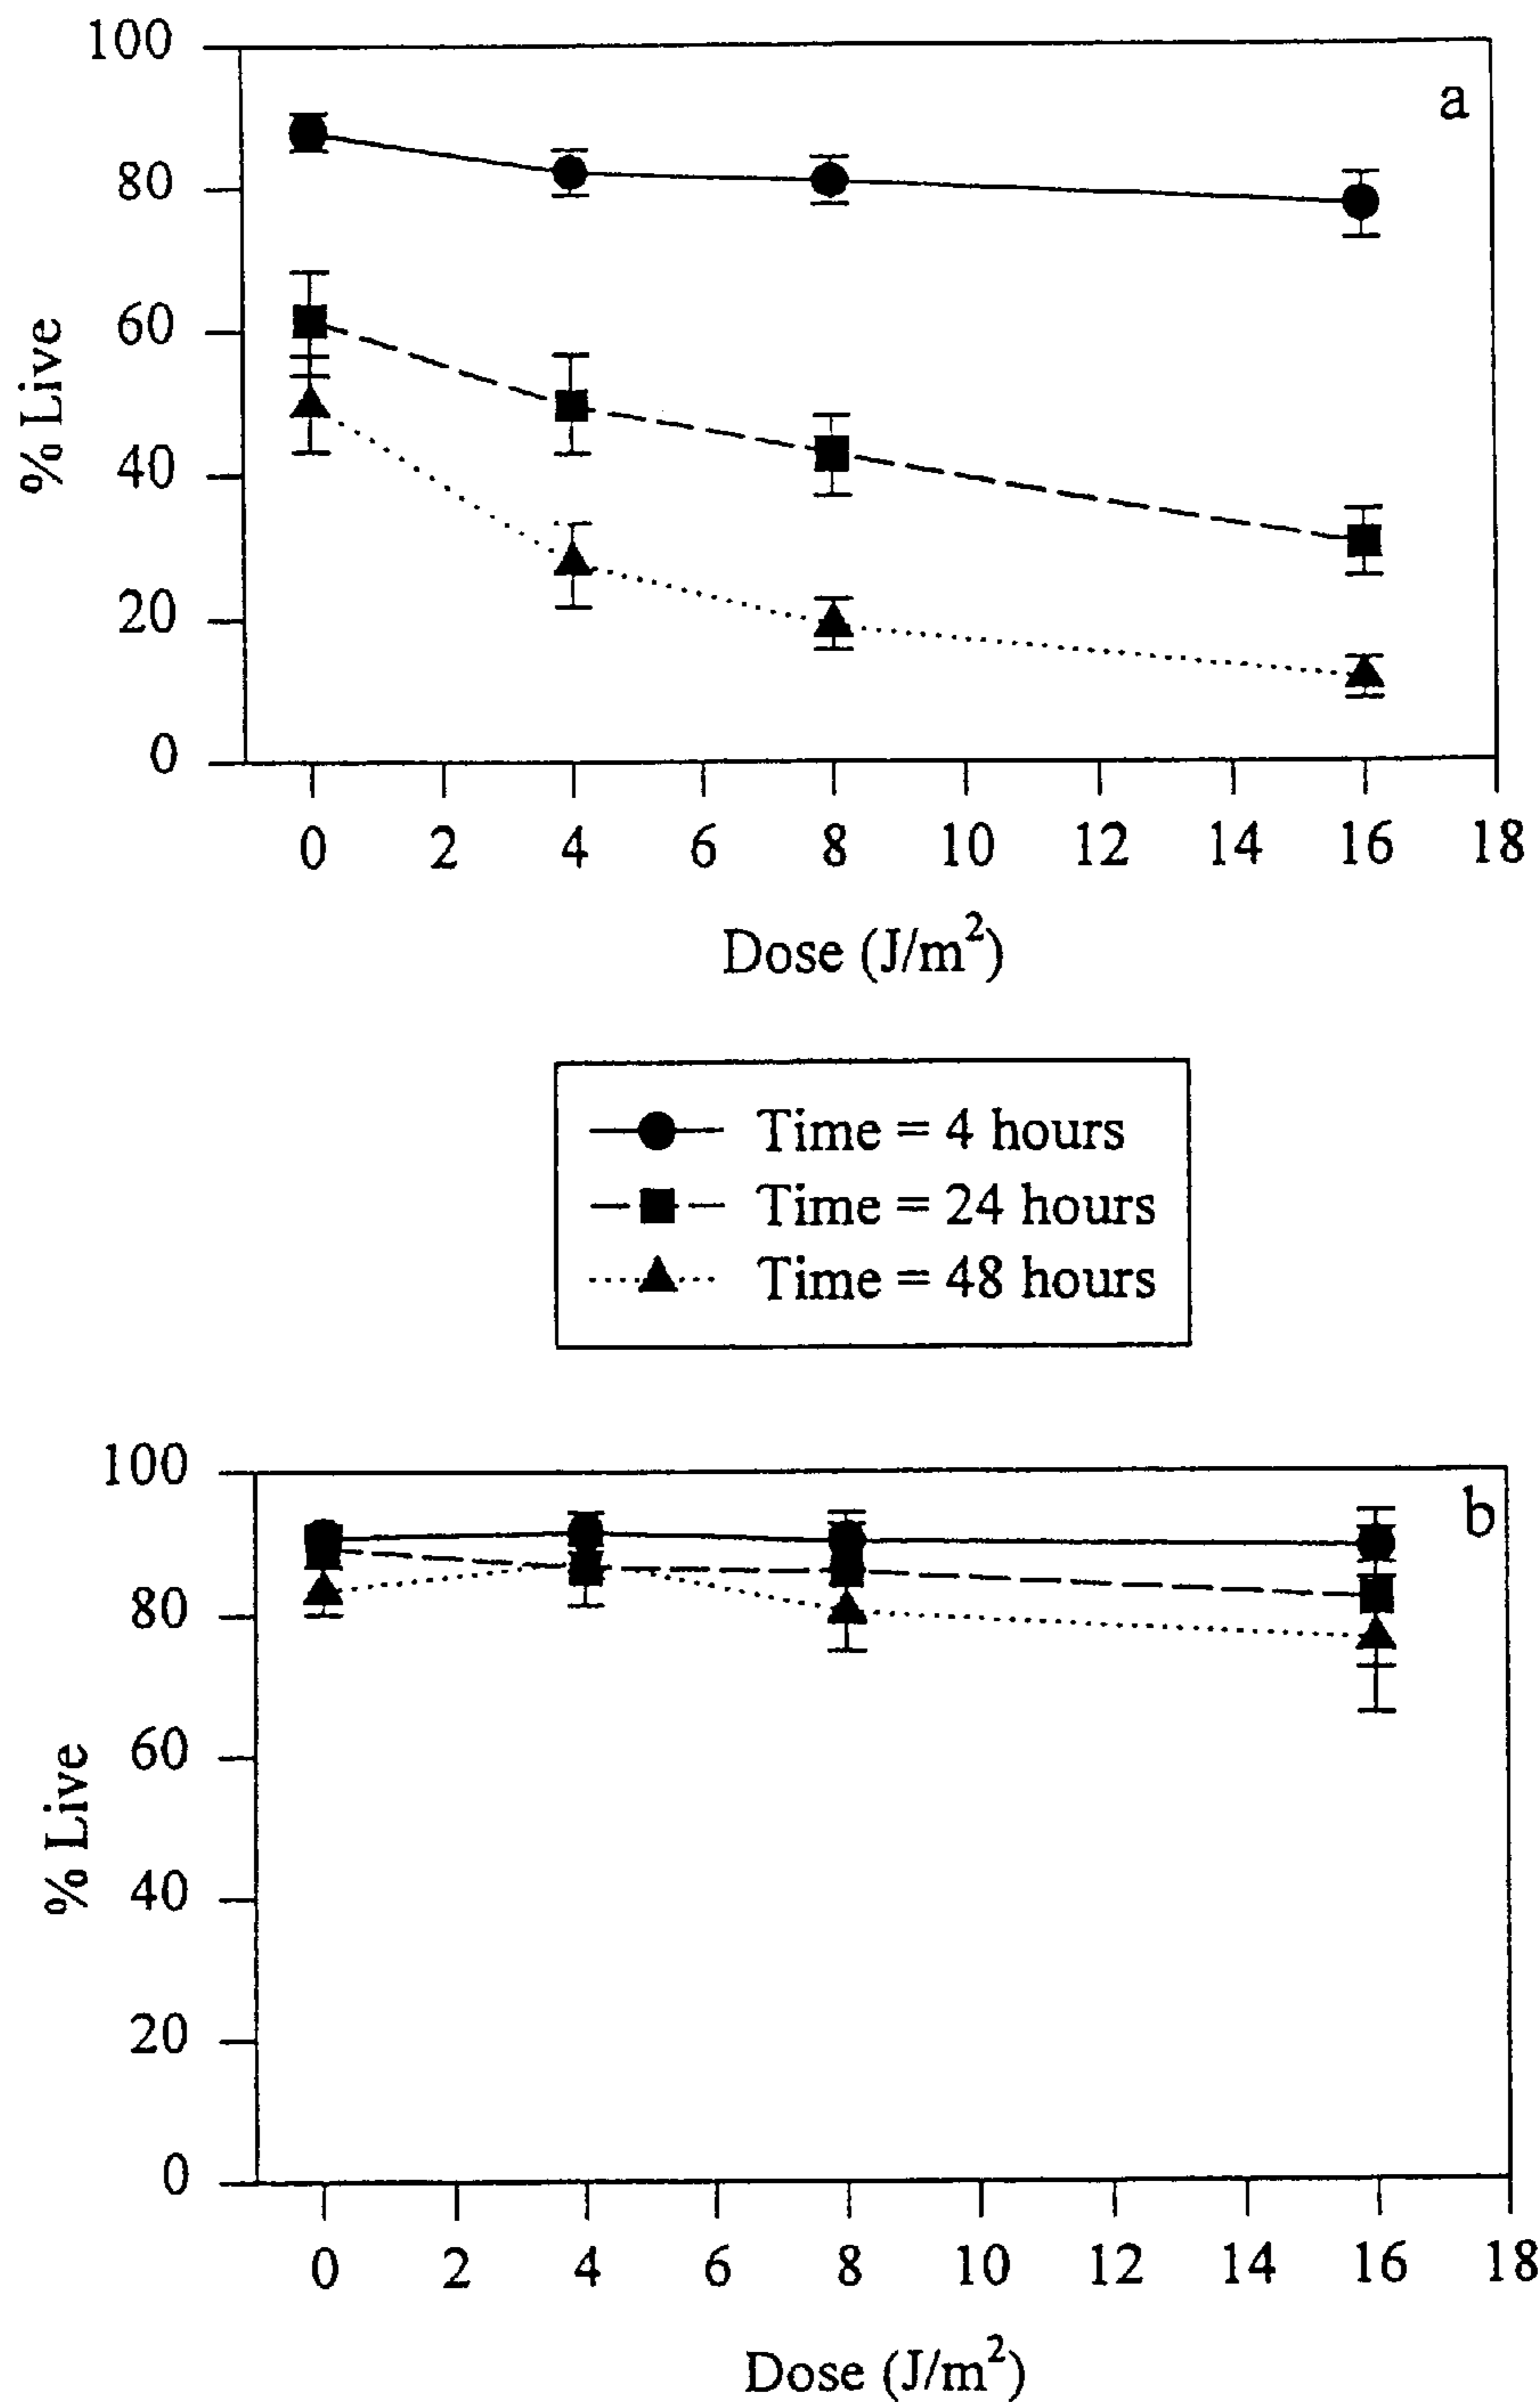 a
100
80
60
40
20
0
% Live
0 2 4 6 8 10 12 14 16 18
Dose (J/m²)
Time = 4 hours
Time = 24 hours
Time = 48 hours
b
100
80
60
40
20
0
% Live
0 2 4 6 8 10 12 14 16 18
Dose (J/m²)